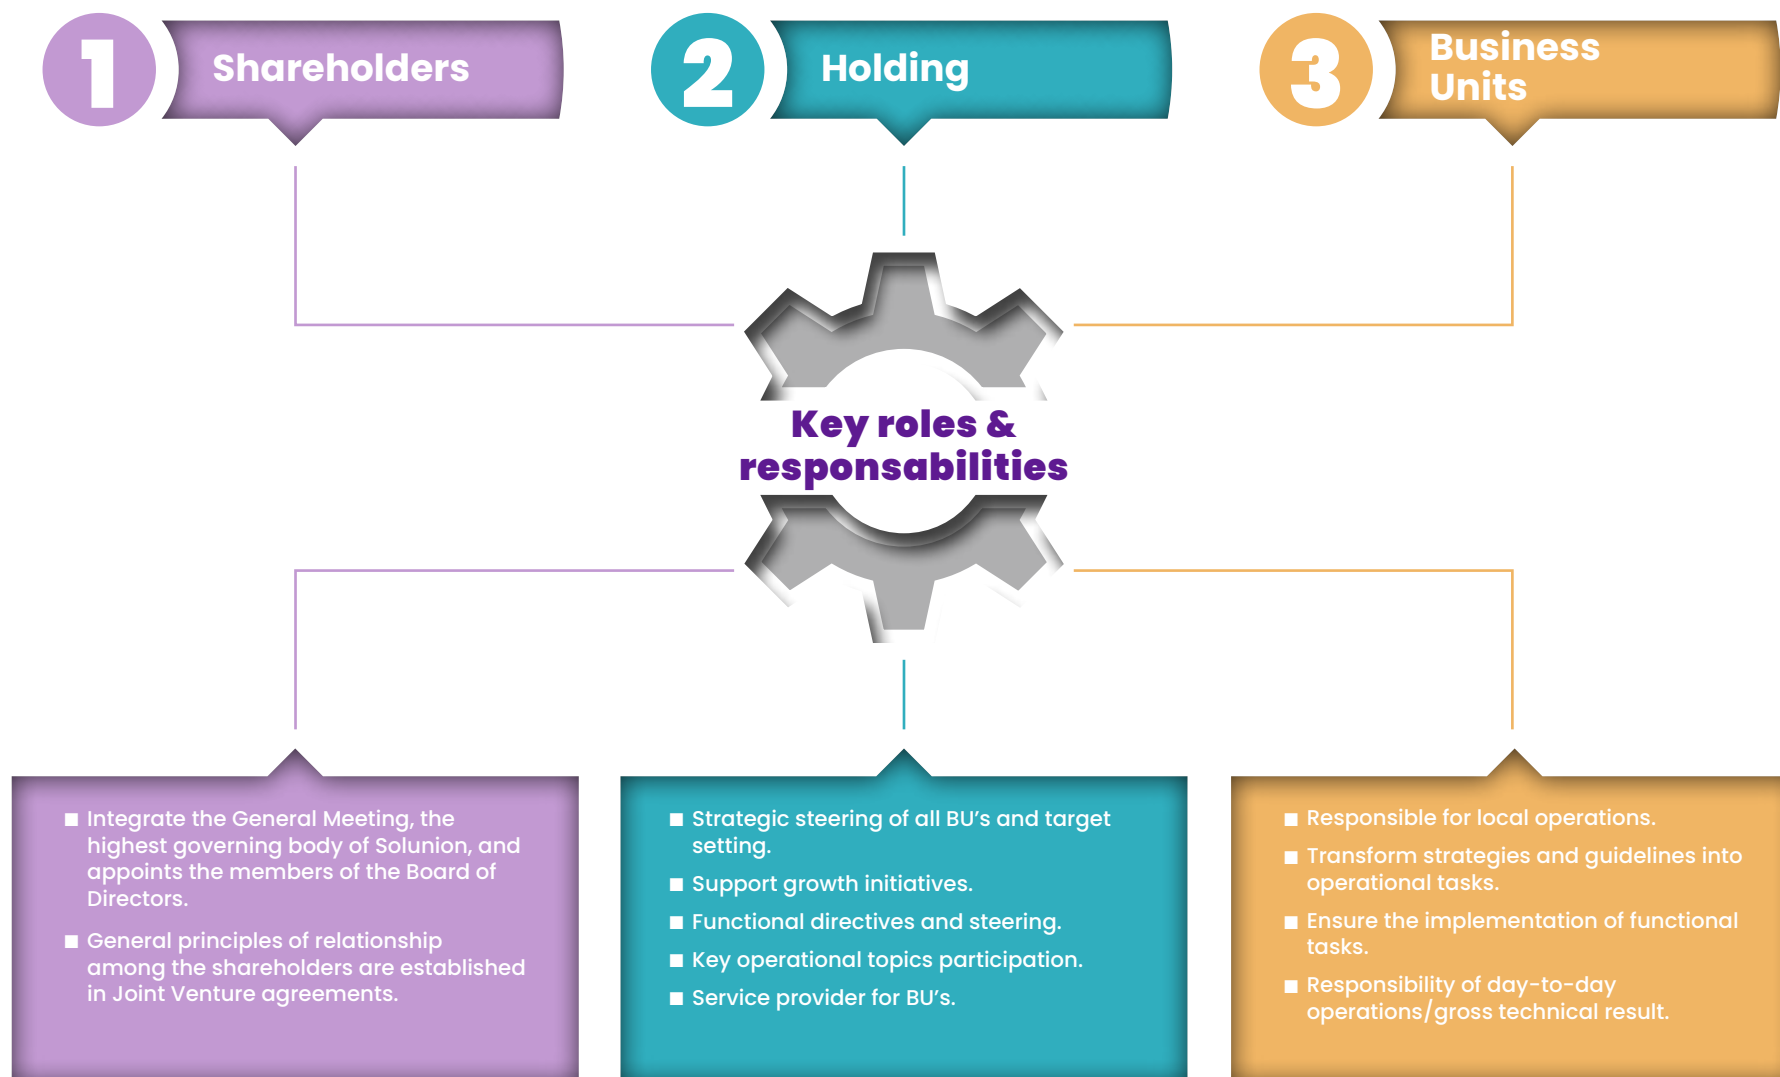 1
Shareholders
2
Holding
3
Business
Units
Key roles &
responsabilities
■ Integrate the General Meeting, the
highest governing body of Solunion, and
appoints the members of the Board of
Directors.
■ General principles of relationship
among the shareholders are established
in Joint Venture agreements.
■ Strategic steering of all BU’s and target
setting.
■ Support growth initiatives.
■ Functional directives and steering.
■ Key operational topics participation.
■ Service provider for BU’s.
■ Responsible for local operations.
■ Transform strategies and guidelines into
operational tasks.
■ Ensure the implementation of functional
tasks.
■ Responsibility of day-to-day
operations/gross technical result.